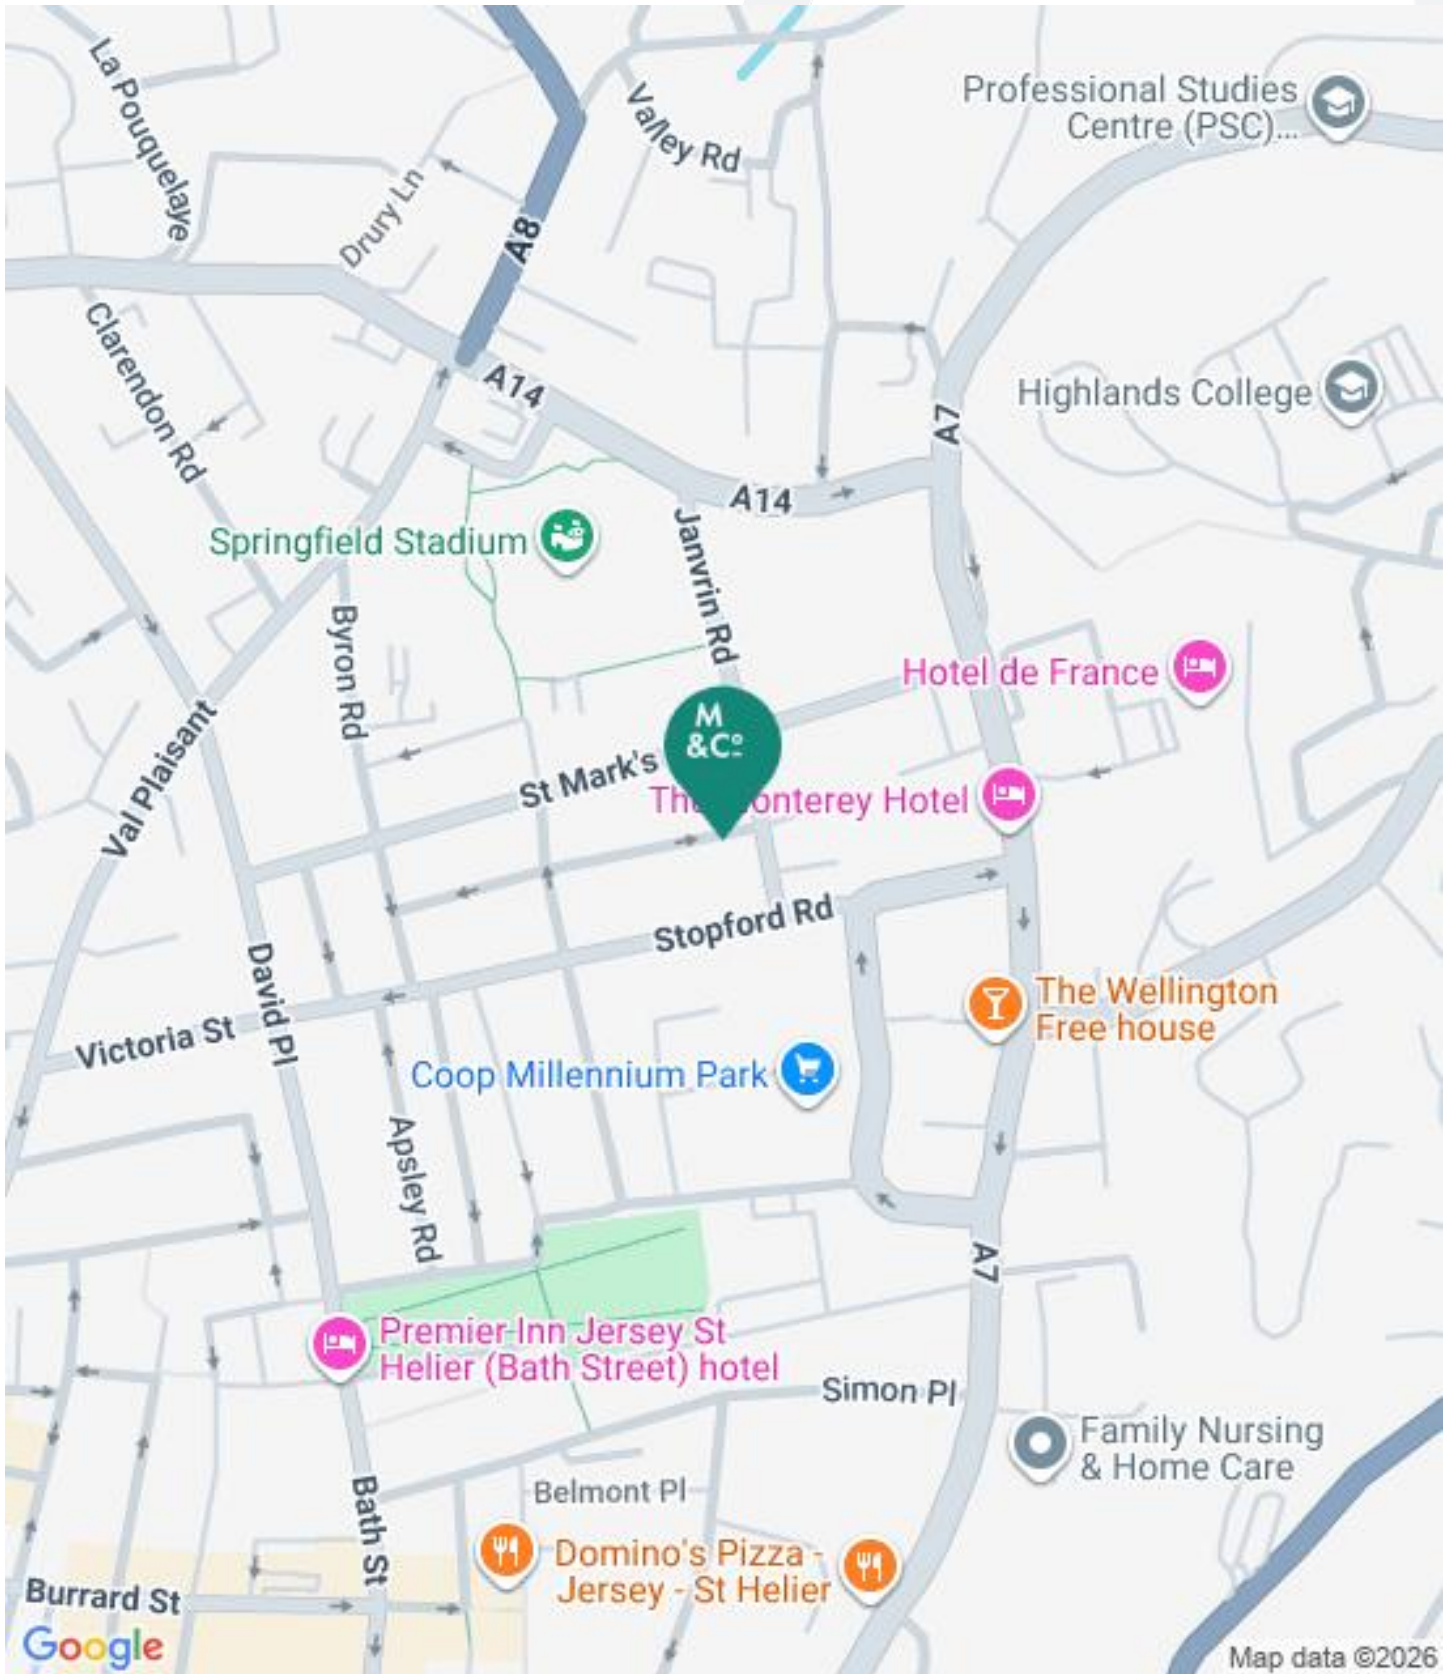 La Pouquelaye
Valley Rd
Professional Studies
Centre (PSC)...
Drury Ln
A8
Clarendon Rd
A14
Highlands College
A7
A14
Springfield Stadium
Janvrin Rd
Byron Rd
Hotel de France
M
&Cº
Val Plaisant
St Mark's
The Monterey Hotel
Stopford Rd
David Pl
The Wellington
Free house
Victoria St
Coop Millennium Park
Apsley Rd
A7
Premier Inn Jersey St
Helier (Bath Street) hotel
Simon Pl
Family Nursing
& Home Care
Bath St
Belmont Pl
Domino's Pizza -
Jersey - St Helier
Burrard St
Google
Map data ©2026